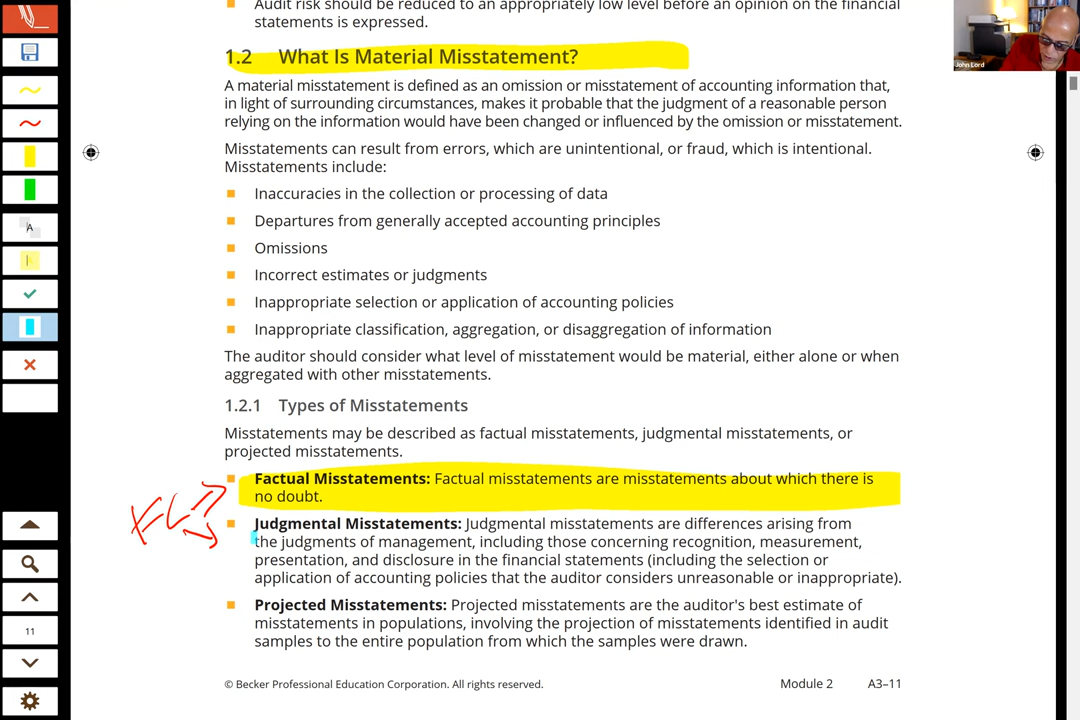 Audit risk should be reduced to an appropriately low level before an opinion on the financial
statements is expressed.
John Lord
1.2 What Is Material Misstatement?
A material misstatement is defined as an omission or misstatement of accounting information that,
in light of surrounding circumstances, makes it probable that the judgment of a reasonable person
relying on the information would have been changed or influenced by the omission or misstatement.
Misstatements can result from errors, which are unintentional, or fraud, which is intentional.
Misstatements include:
Inaccuracies in the collection or processing of data
Departures from generally accepted accounting principles
Omissions
Incorrect estimates or judgments
Inappropriate selection or application of accounting policies
Inappropriate classification, aggregation, or disaggregation of information
The auditor should consider what level of misstatement would be material, either alone or when
aggregated with other misstatements.
1.2.1 Types of Misstatements
Misstatements may be described as factual misstatements, judgmental misstatements, or
projected misstatements.
Factual Misstatements: Factual misstatements are misstatements about which there is
no doubt.
Judgmental Misstatements: Judgmental misstatements are differences arising from
the judgments of management, including those concerning recognition, measurement,
presentation, and disclosure in the financial statements (including the selection or
application of accounting policies that the auditor considers unreasonable or inappropriate).
Projected Misstatements: Projected misstatements are the auditor's best estimate of
misstatements in populations, involving the projection of misstatements identified in audit
samples to the entire population from which the samples were drawn.
© Becker Professional Education Corporation. All rights reserved.
Module 2 A3–11
A
11